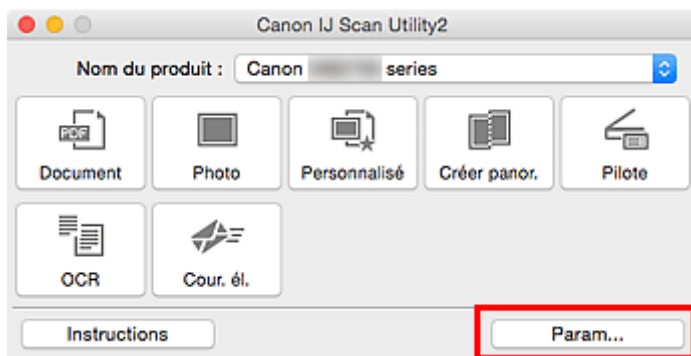 Canon IJ Scan Utility2
Nom du produit : Canon series
PDF
Document Photo Personnalisé Créer panor. Pilote
OCR Cour. él.
Instructions Param...